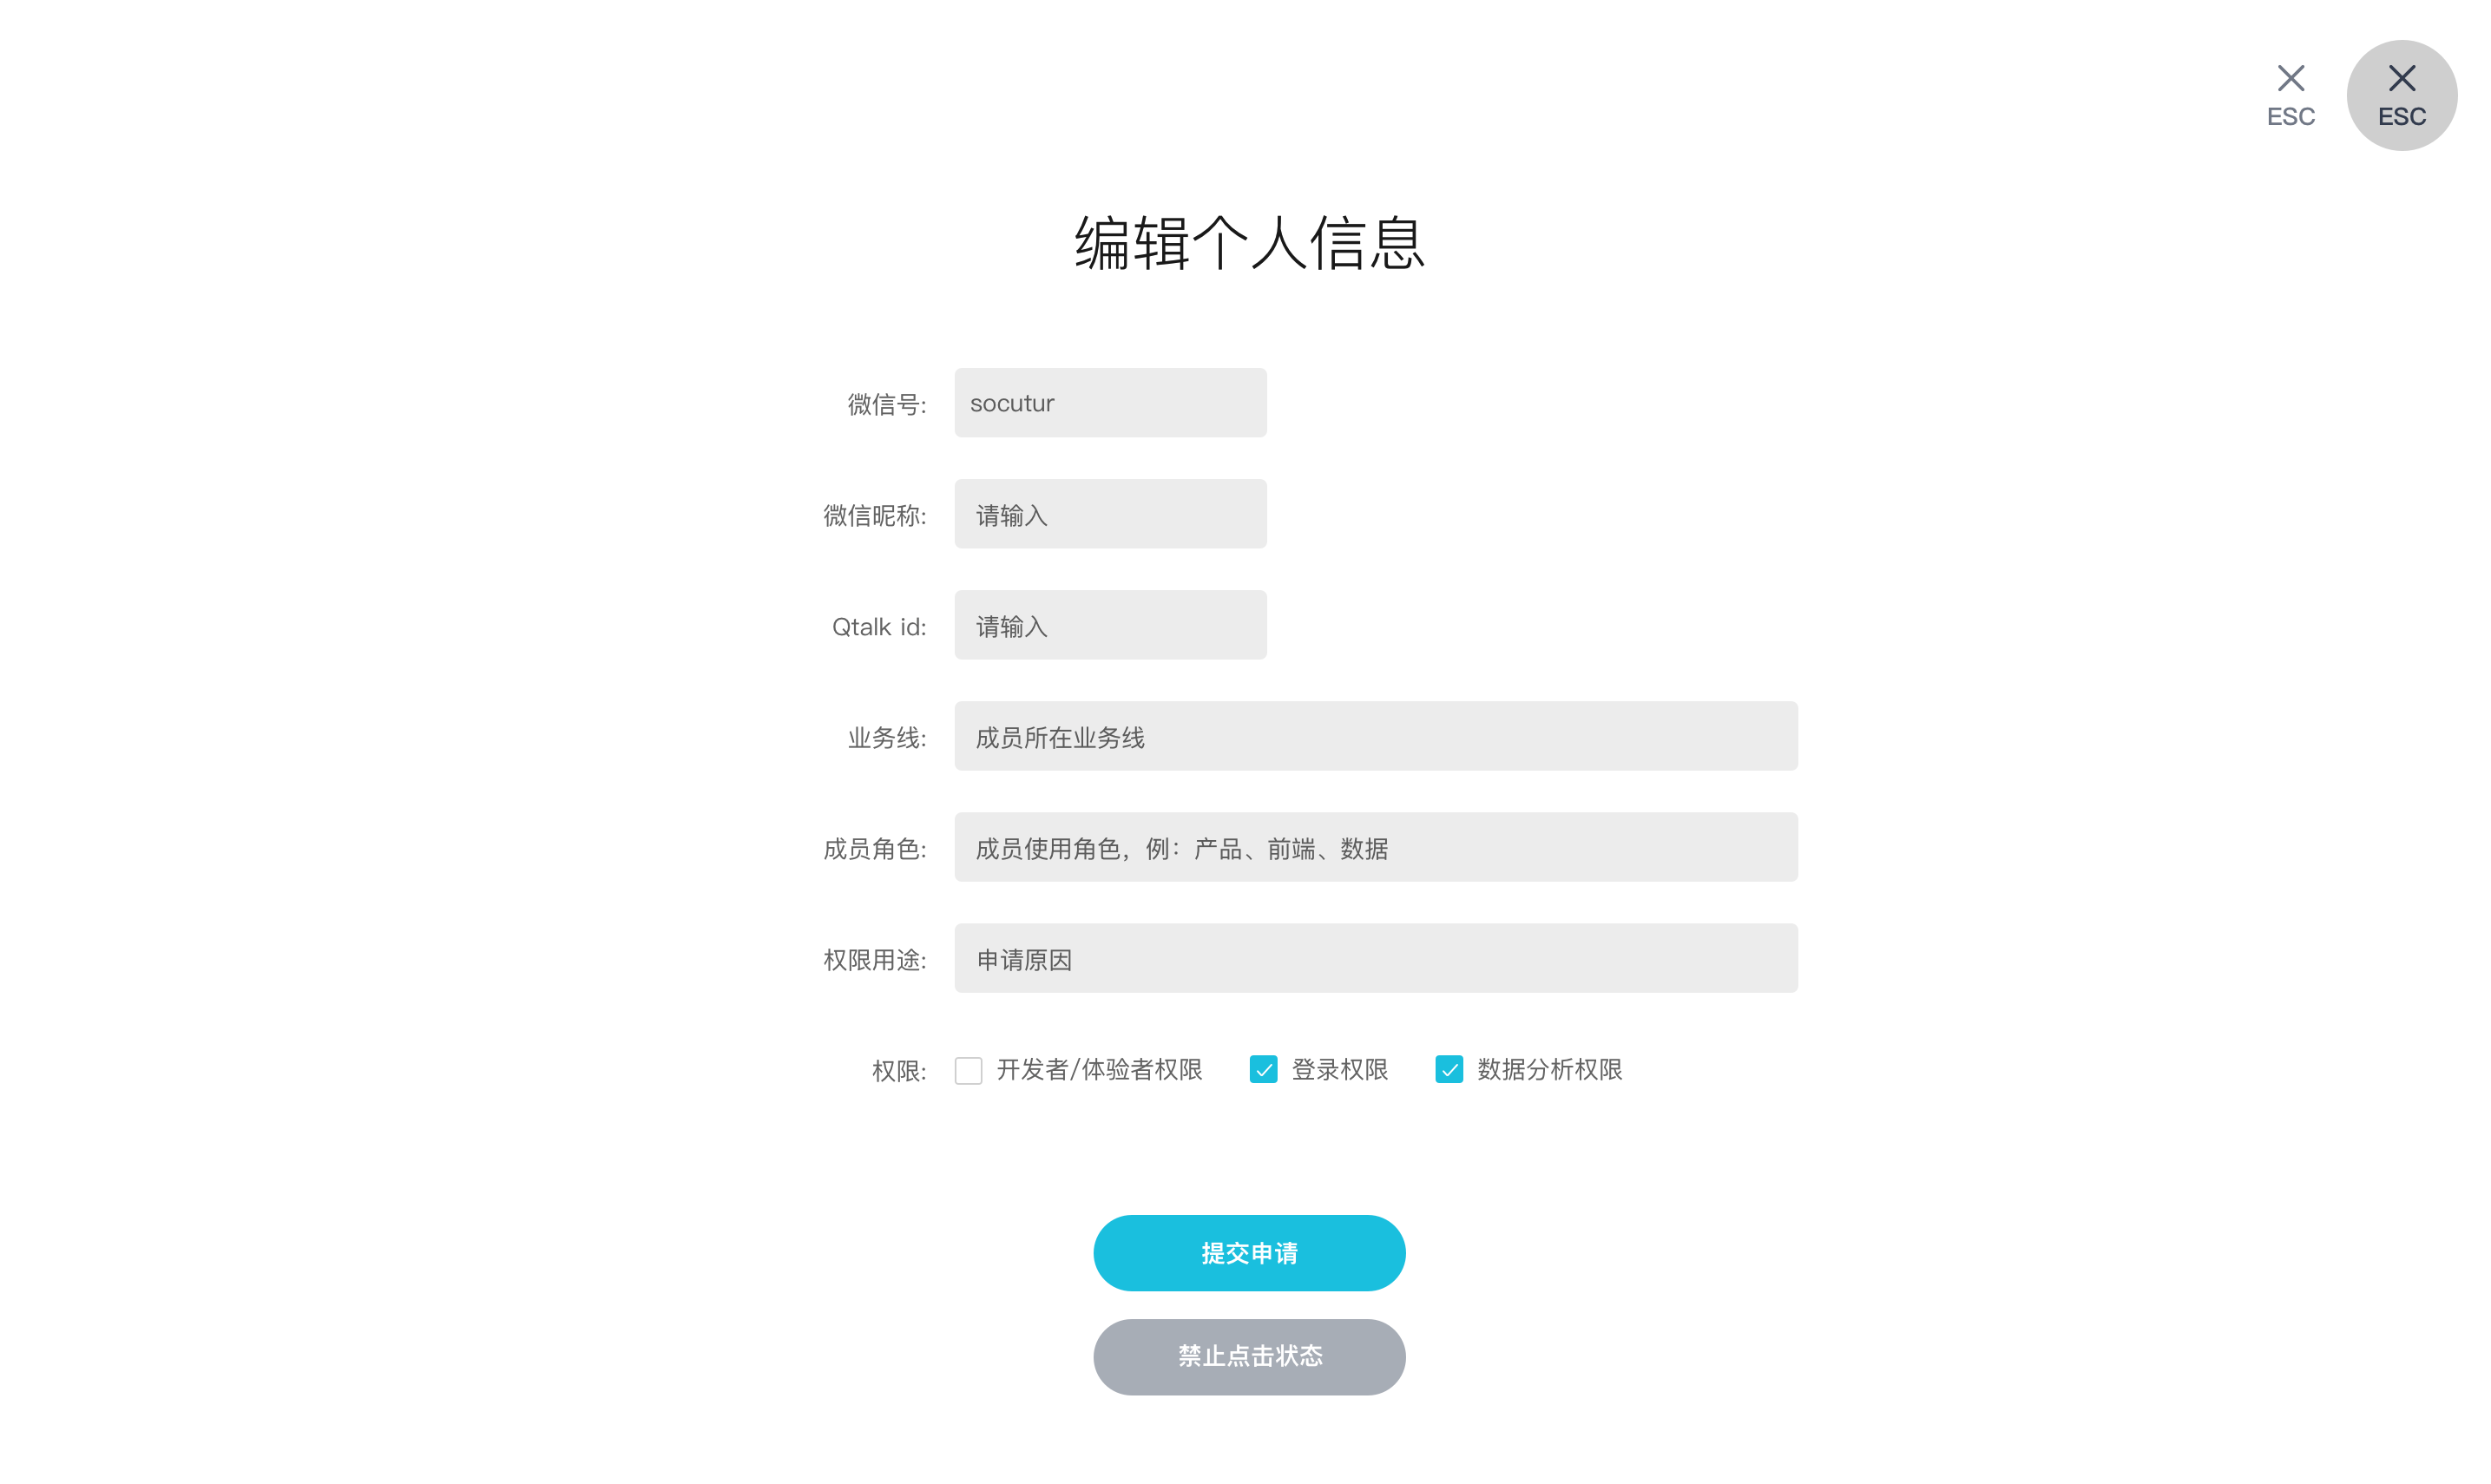 ESC ESC
编辑个人信息
微信号: socutur
微信昵称: 请输入
Qtalk id: 请输入
业务线: 成员所在业务线
成员角色: 成员使用角色，例：产品、前端、数据
权限用途: 申请原因
权限: 开发者/体验者权限 登录权限 数据分析权限
提交申请
禁止点击状态